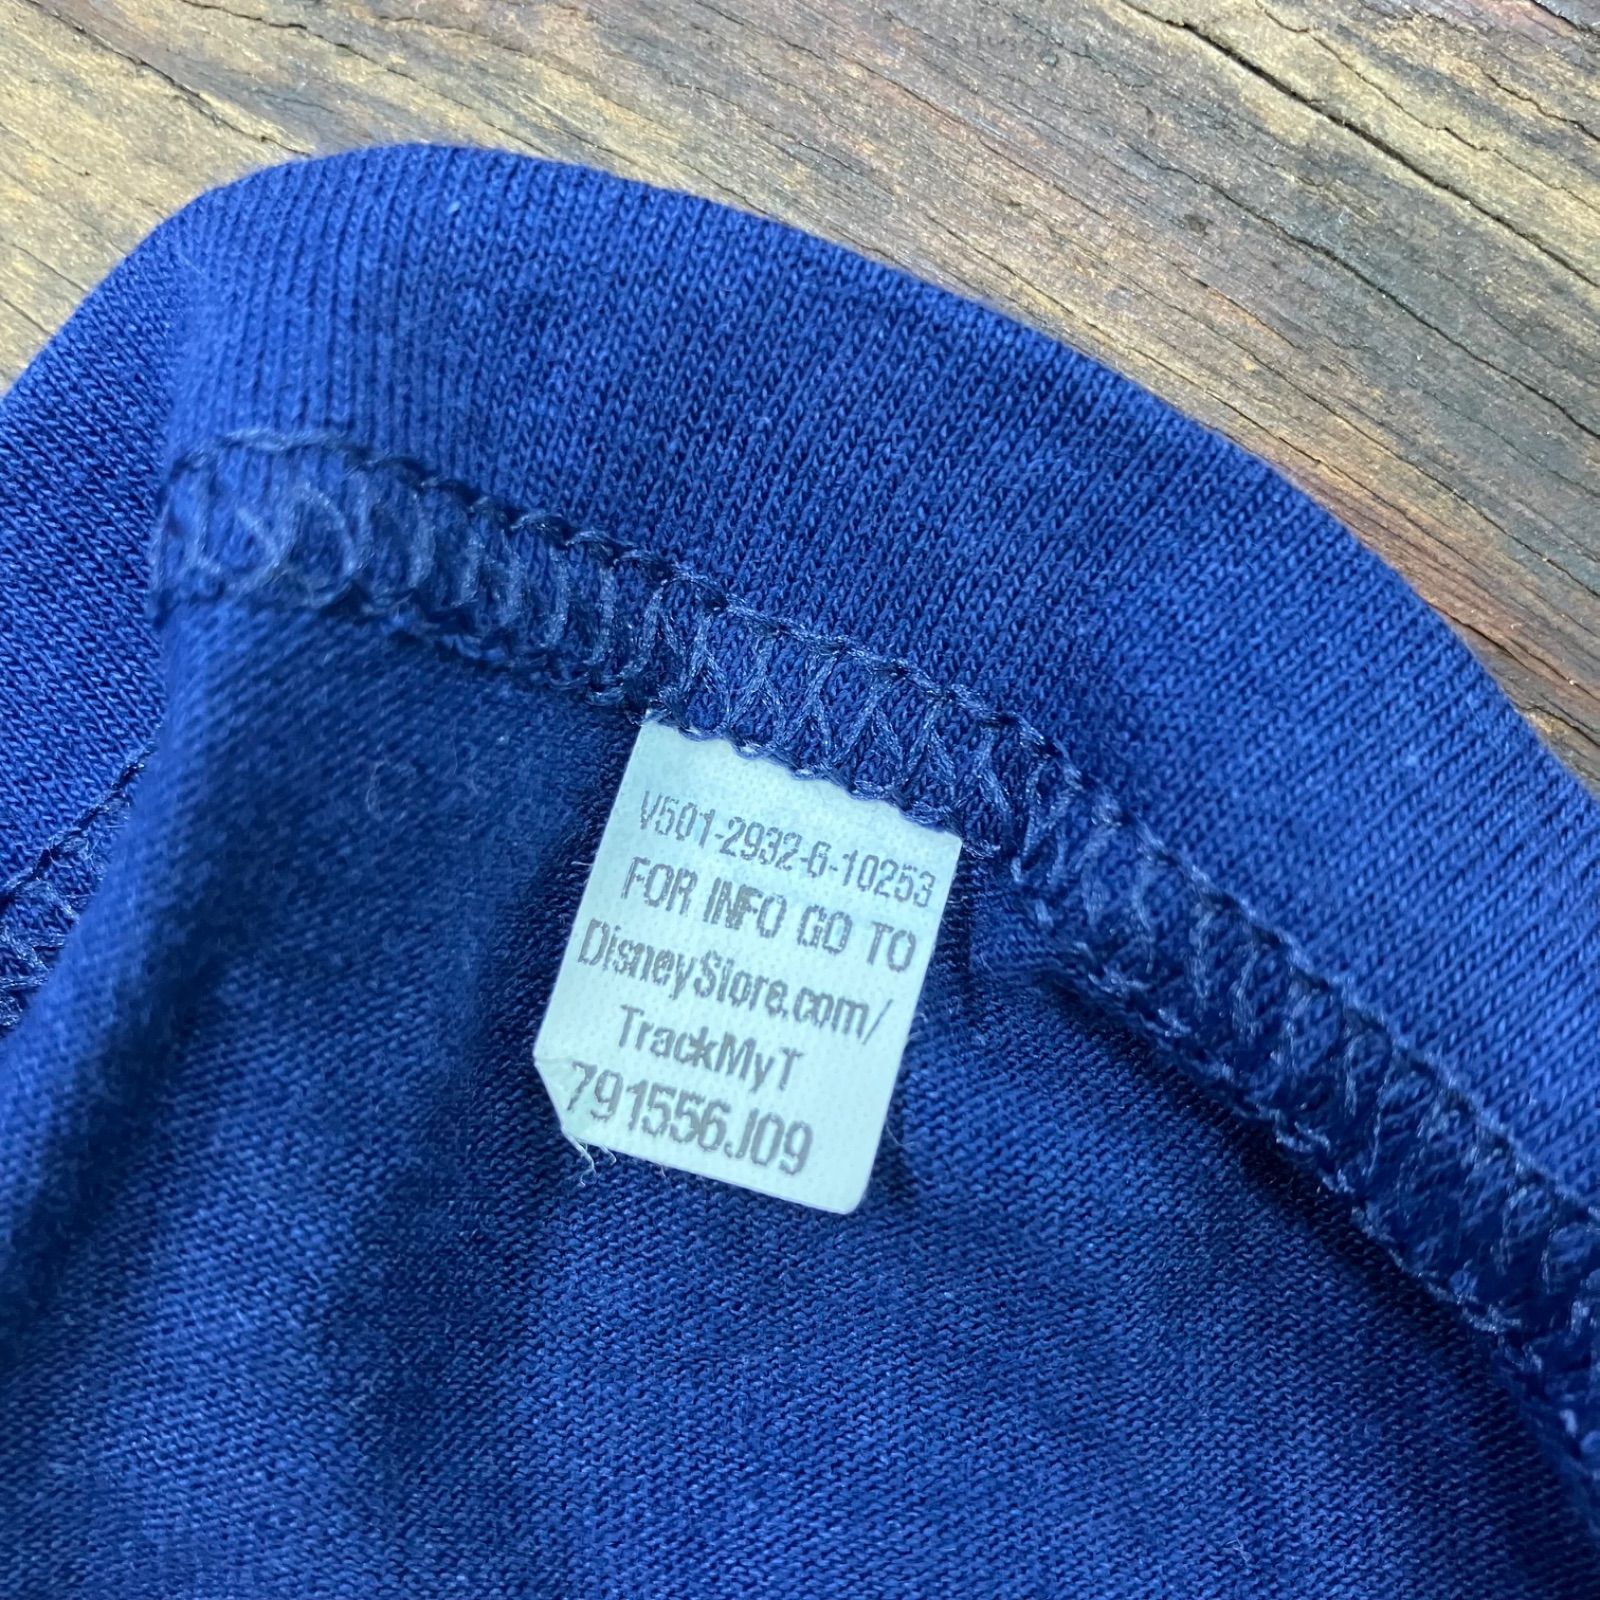 V501-2932-6-10253
FOR INFO GO TO
DisneyStore.com/
TrackMyT
791556J09